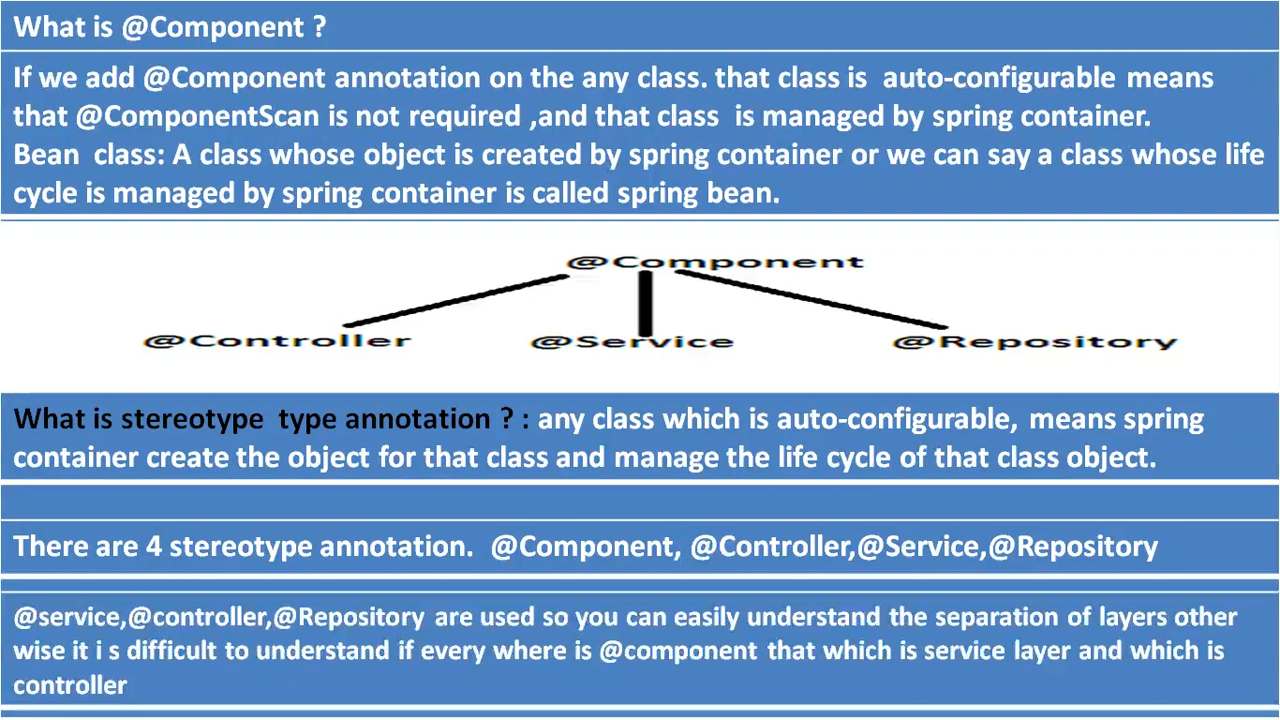 What is @Component ?
If we add @Component annotation on the any class. that class is auto-configurable means
that @ComponentScan is not required ,and that class is managed by spring container.
Bean class: A class whose object is created by spring container or we can say a class whose life
cycle is managed by spring container is called spring bean.
@Component
@Controller @Service @Repository
What is stereotype type annotation ? : any class which is auto-configurable, means spring
container create the object for that class and manage the life cycle of that class object.
There are 4 stereotype annotation. @Component, @Controller,@Service,@Repository
@service,@controller,@Repository are used so you can easily understand the separation of layers other
wise it i s difficult to understand if every where is @component that which is service layer and which is
controller